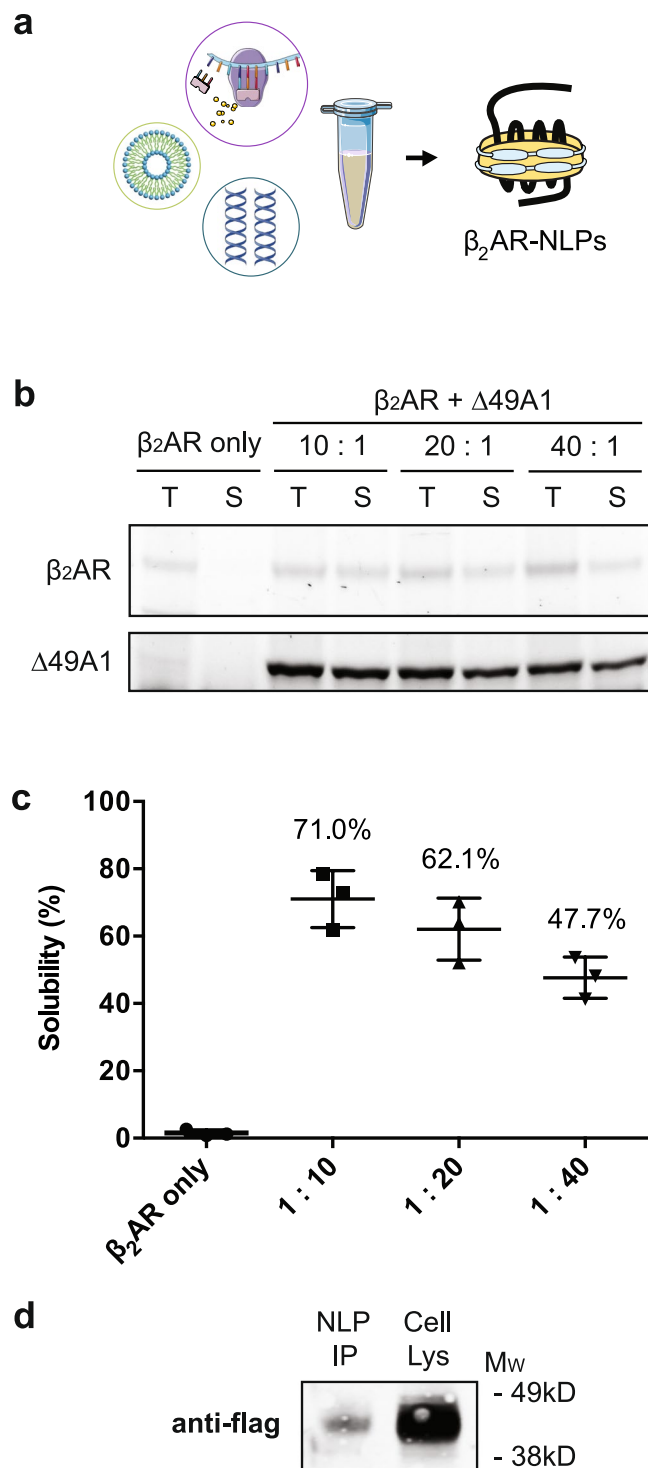 a
β₂AR-NLPs
b
β₂AR + Δ49A1
β₂AR only
10 : 1
20 : 1
40 : 1
T
S
T
S
T
S
T
S
β₂AR
Δ49A1
c
Solubility (%)
100
80
60
40
20
0
71.0%
62.1%
47.7%
β₂AR only
1 : 10
1 : 20
1 : 40
d
NLP
IP
Cell
Lys
Mw
anti-flag
- 49kD
- 38kD